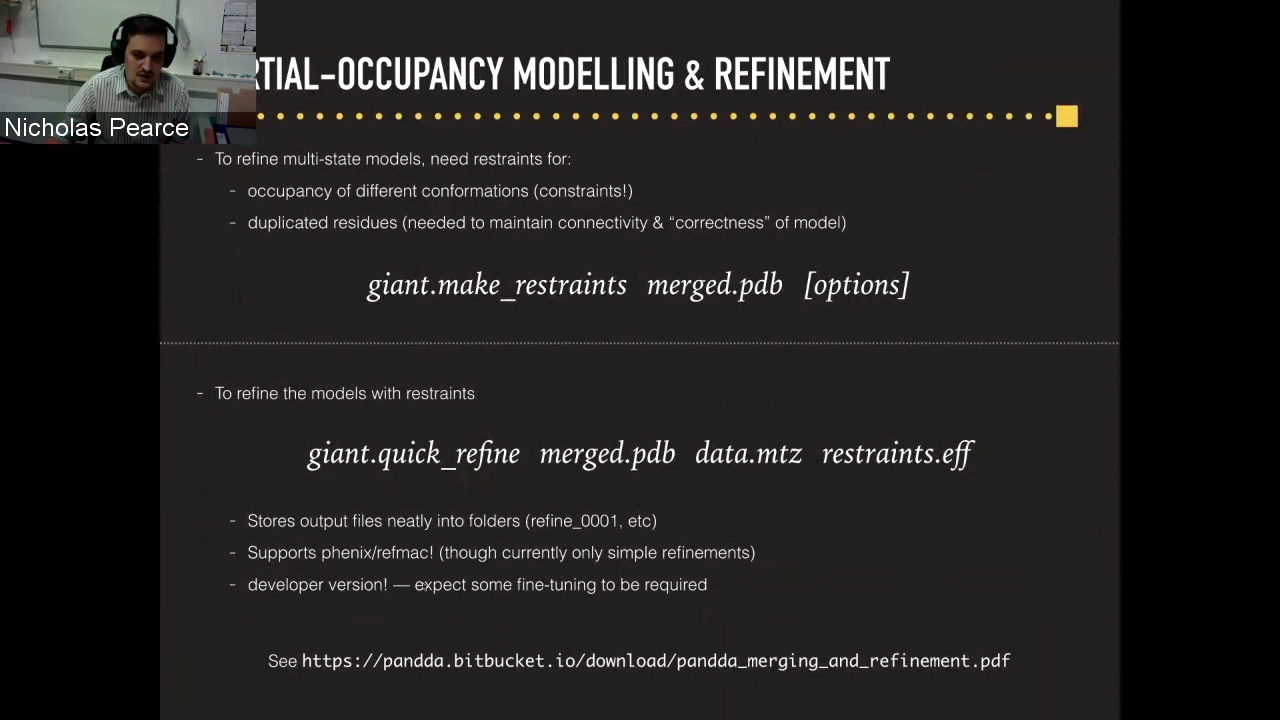 RTIAL-OCCUPANCY MODELLING & REFINEMENT
Nicholas Pearce
- To refine multi-state models, need restraints for:
- occupancy of different conformations (constraints!)
- duplicated residues (needed to maintain connectivity & “correctness” of model)
giant.make_restraints merged.pdb [options]
- To refine the models with restraints
giant.quick_refine merged.pdb data.mtz restraints.eff
- Stores output files neatly into folders (refine_0001, etc)
- Supports phenix/refmac! (though currently only simple refinements)
- developer version! — expect some fine-tuning to be required
See https://pandda.bitbucket.io/download/pandda_merging_and_refinement.pdf